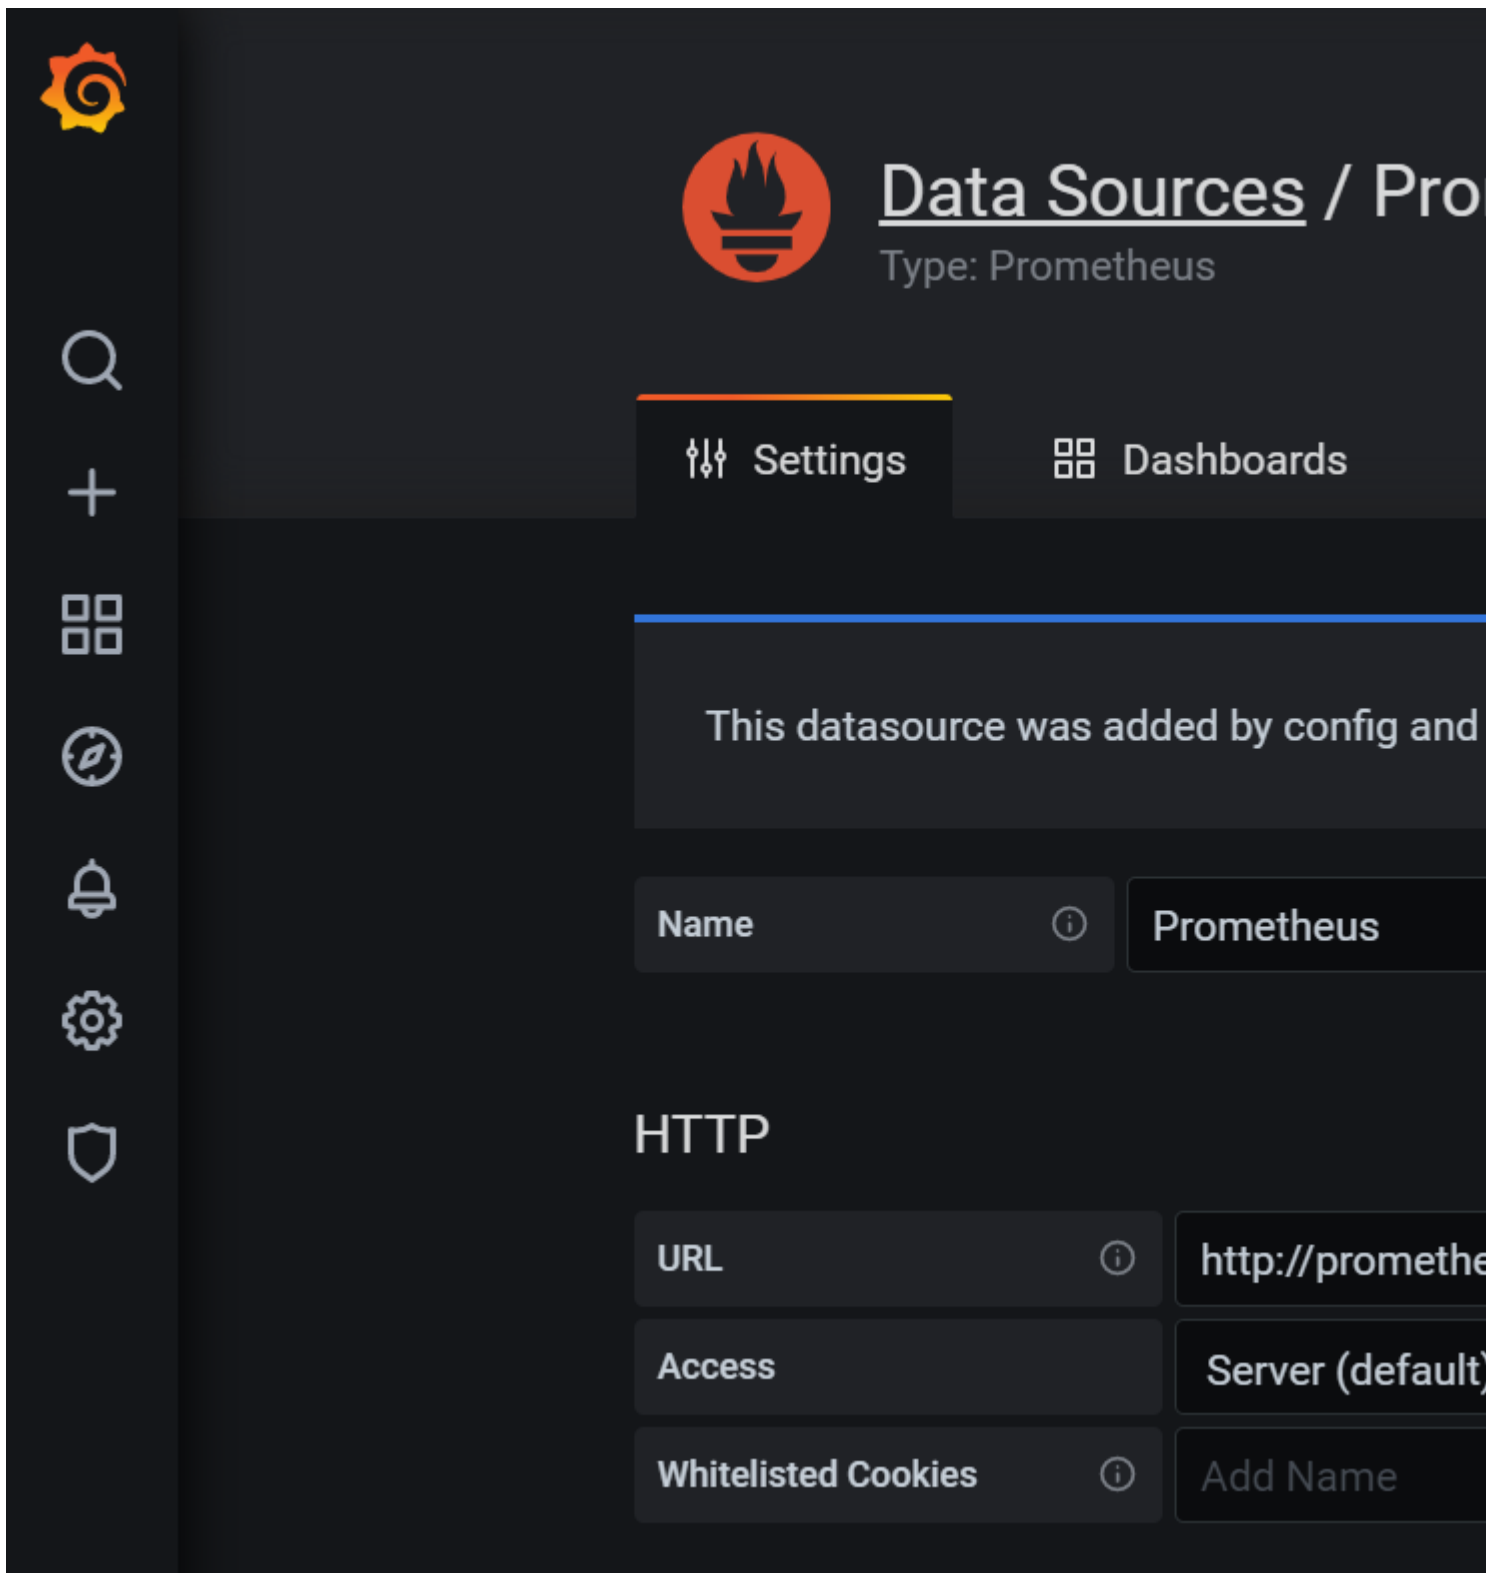 Data Sources /
Type: Prometheus
Settings
Dashboards
This datasource was added by config and
Name
Prometheus
HTTP
URL
http://promethe
Access
Server (default)
Whitelisted Cookies
Add Name